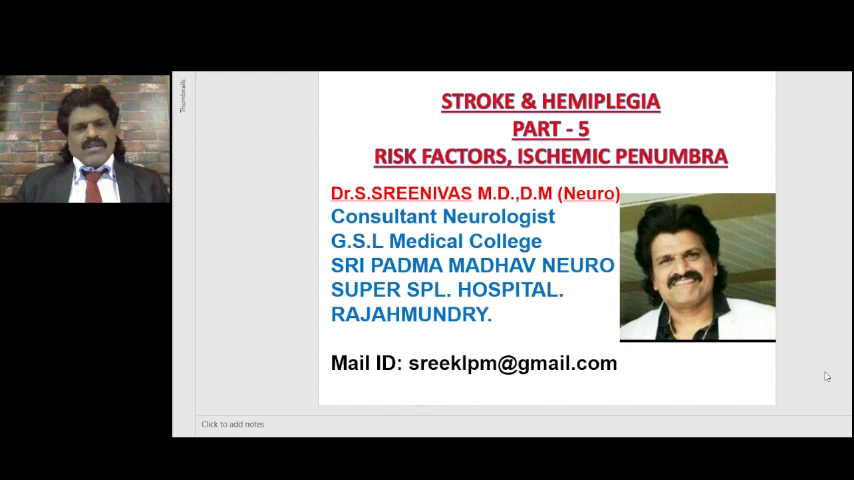 Thumbnails
STROKE & HEMIPLEGIA
PART - 5
RISK FACTORS, ISCHEMIC PENUMBRA
Dr.S.SREENIVAS M.D.,D.M (Neuro)
Consultant Neurologist
G.S.L Medical College
SRI PADMA MADHAV NEURO
SUPER SPL. HOSPITAL.
RAJAHMUNDRY.
Mail ID: sreeklpm@gmail.com
Click to add notes